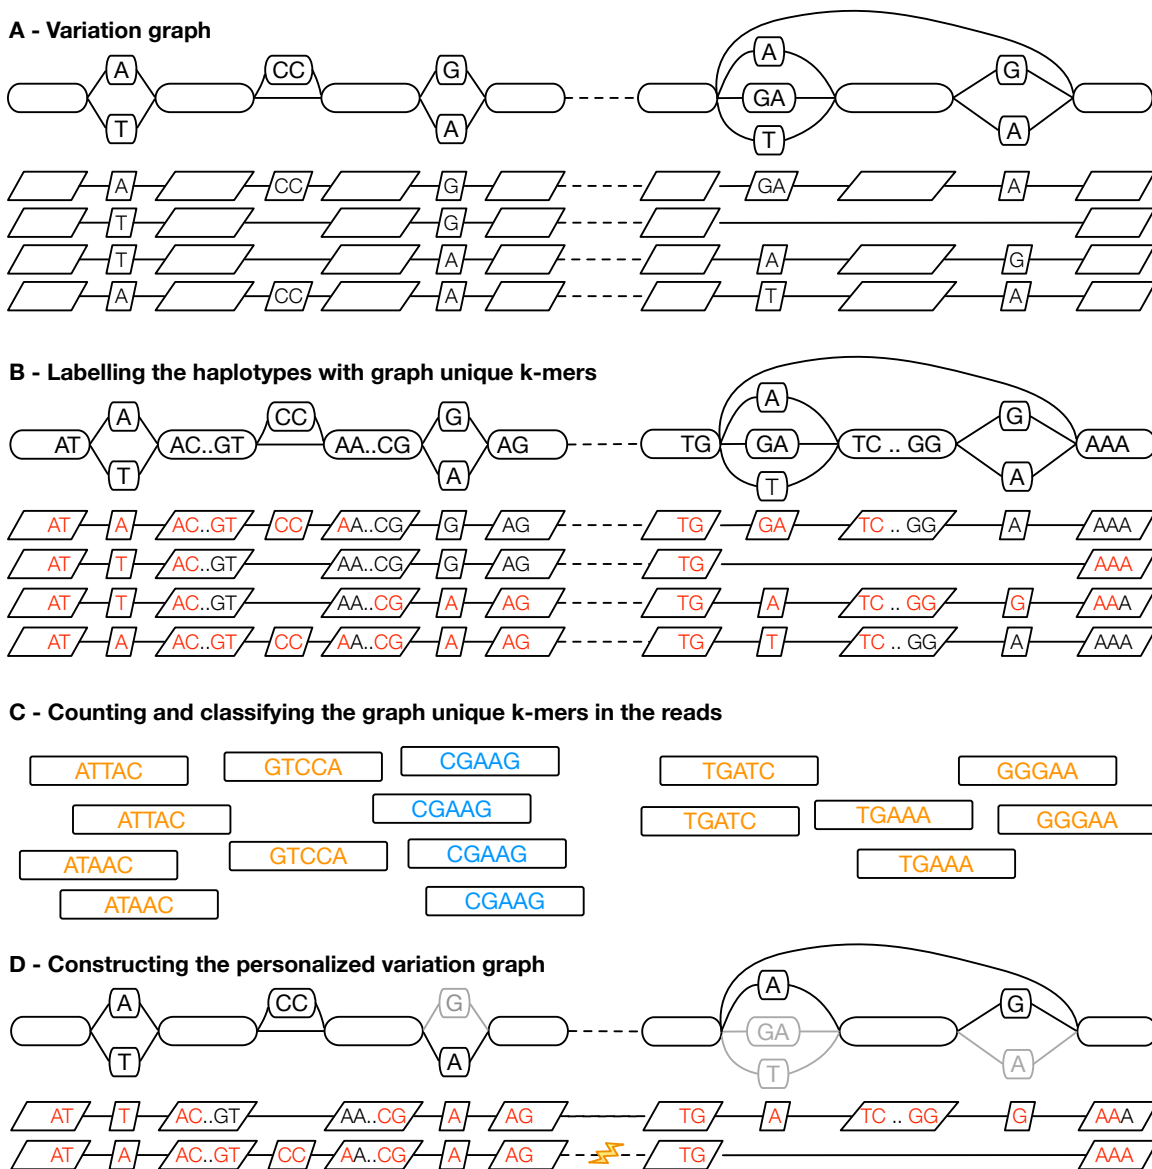 A - Variation graph
A CC G A G
GA
T A T A
A CC G GA A
T G
T A A G
A CC A T A
B - Labelling the haplotypes with graph unique k-mers
A CC G A G
AT AC..GT AA..CG AG TG GA TC .. GG AAA
T A T A
AT A AC..GT CC AA..CG G AG TG GA TC .. GG A AAA
AT T AC..GT AA..CG G AG TG AAA
AT T AC..GT AA..CG A AG TG A TC .. GG G AAA
AT A AC..GT CC AA..CG A AG TG T TC .. GG A AAA
C - Counting and classifying the graph unique k-mers in the reads
ATTAC GTCCA CGAAG TGATC GGGAA
ATTAC CGAAG TGATC TGAAA GGGAA
ATAAC GTCCA CGAAG TGAAA
ATAAC CGAAG
D - Constructing the personalized variation graph
A CC G A G
GA
T A T A
AT T AC..GT AA..CG A AG TG A TC .. GG G AAA
AT A AC..GT CC AA..CG A AG TG AAA